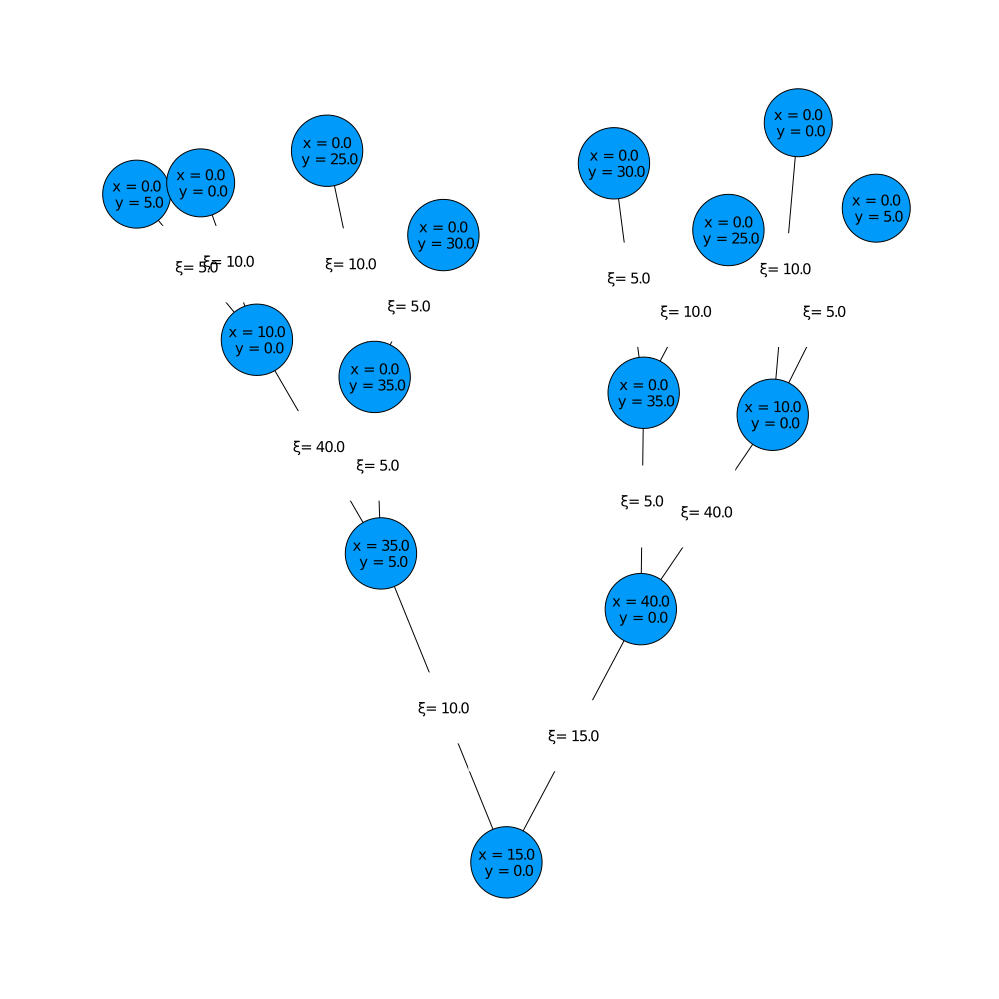 x = 0.0
y = 0.0
x = 0.0
y = 25.0
x = 0.0
y = 30.0
x = 0.0
y = 0.0
x = 0.0
y = 5.0
x = 0.0
y = 5.0
x = 0.0
y = 25.0
x = 0.0
y = 30.0
ξ= 5.0
ξ= 10.0
ξ= 10.0
ξ= 10.0
ξ= 5.0
ξ= 5.0
ξ= 10.0
ξ= 5.0
x = 10.0
y = 0.0
x = 0.0
y = 35.0
x = 0.0
y = 35.0
x = 10.0
y = 0.0
ξ= 40.0
ξ= 5.0
ξ= 5.0
ξ= 40.0
x = 35.0
y = 5.0
x = 40.0
y = 0.0
ξ= 10.0
ξ= 15.0
x = 15.0
y = 0.0